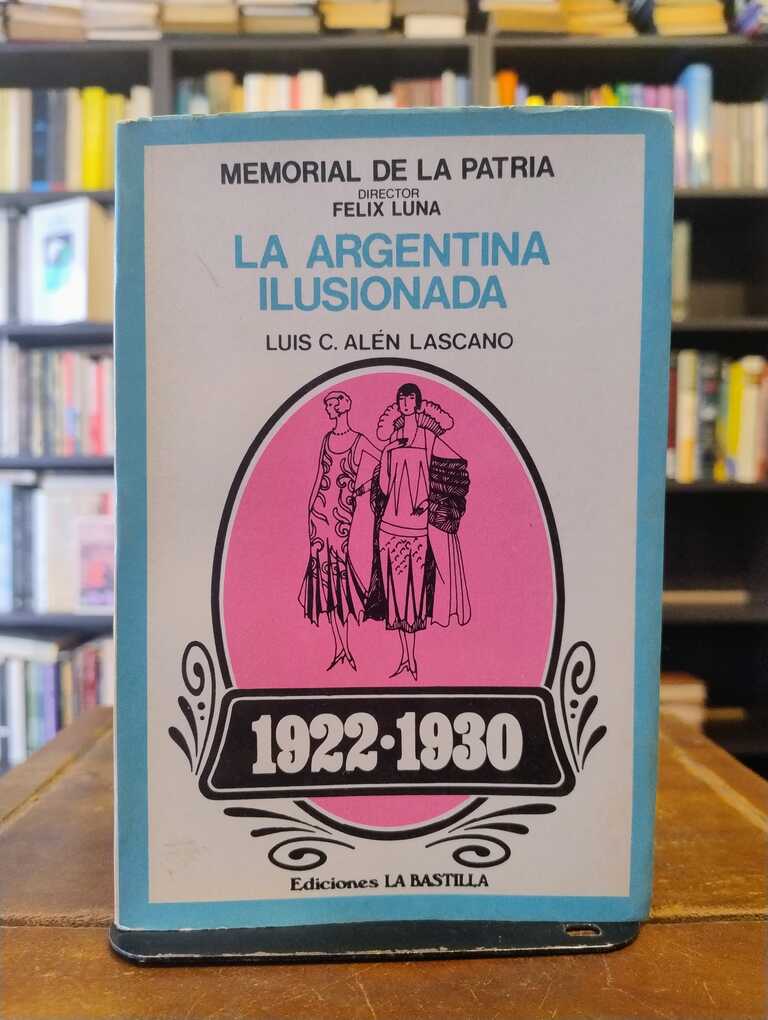 MEMORIAL DE LA PATRIA
DIRECTOR
FELIX LUNA
LA ARGENTINA
ILUSIONADA
LUIS C. ALÉN LASCANO
1922·1930
Ediciones LA BASTILLA